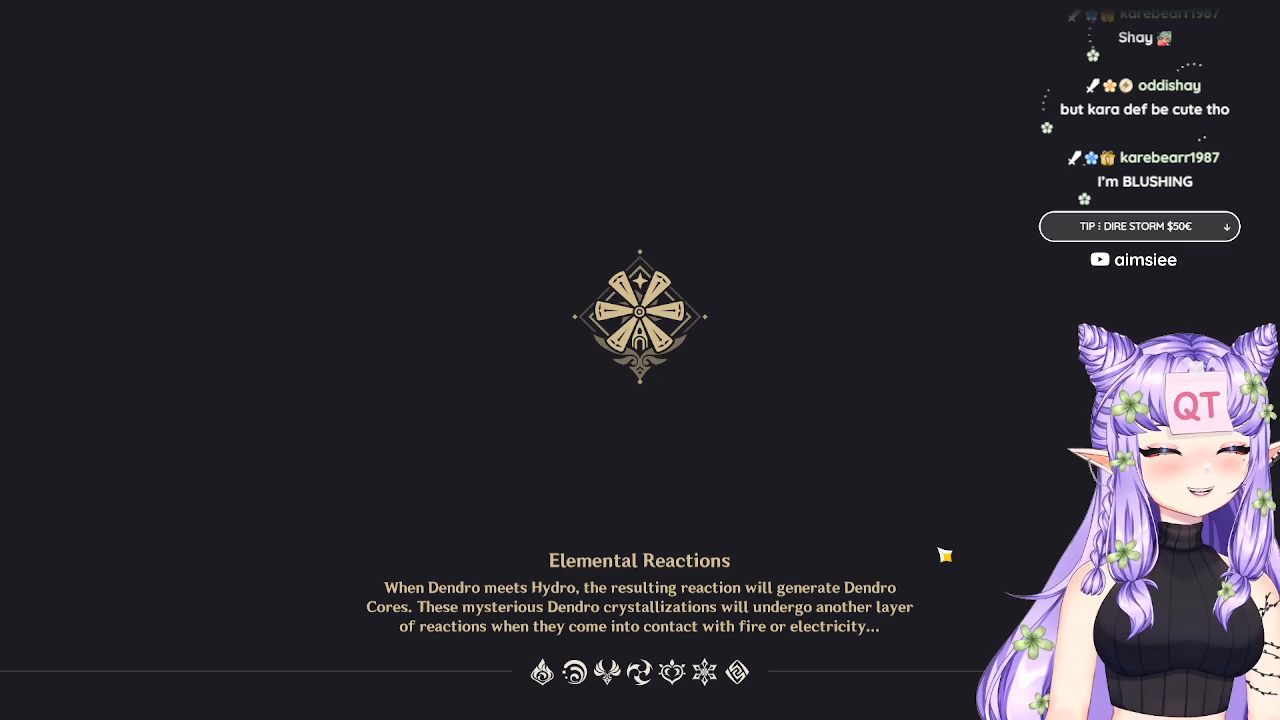 karebearr1987
Shay
oddishay
but kara def be cute tho
karebearr1987
I'm BLUSHING
TIP : DIRE STORM $50€ ↓
aimsiee
QT
Elemental Reactions
When Dendro meets Hydro, the resulting reaction will generate Dendro
Cores. These mysterious Dendro crystallizations will undergo another layer
of reactions when they come into contact with fire or electricity...